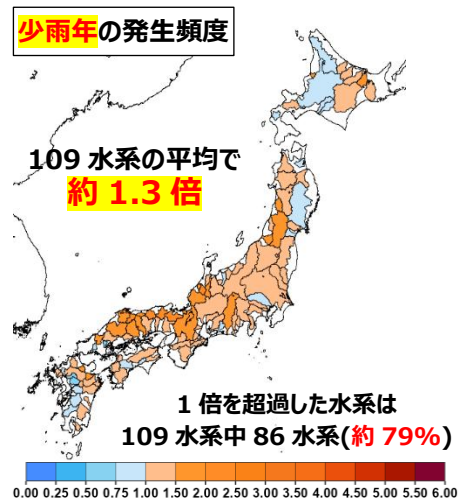 少雨年の発生頻度
109 水系の平均で
約 1.3 倍
1 倍を超過した水系は
109 水系中 86 水系(約 79%)
0.00 0.25 0.50 0.75 1.00 1.50 2.00 2.50 3.00 3.50 4.00 4.50 5.00 5.50 6.00